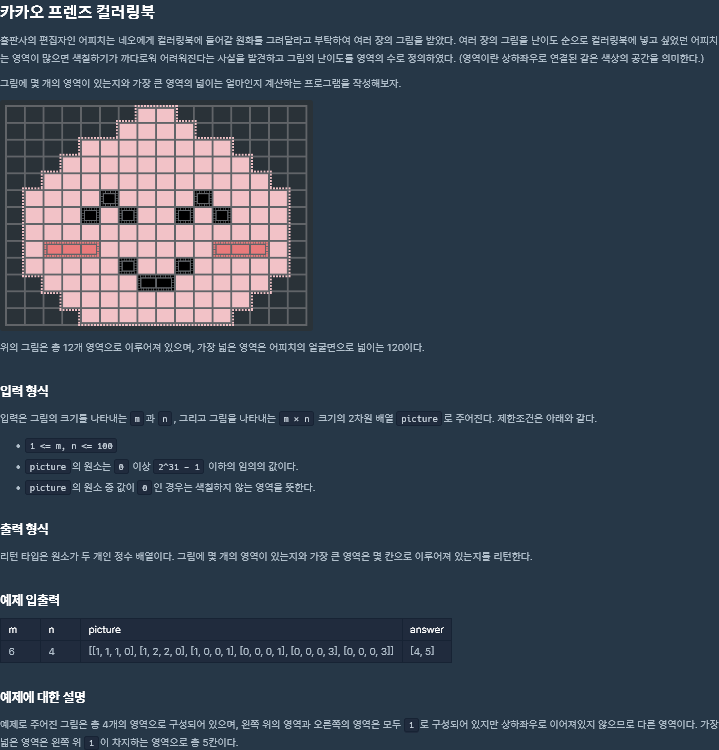 카카오 프렌즈 컬러링북
출판사의 편집자인 어피치는 네오에게 컬러링북에 들어갈 원화를 그려달라고 부탁하여 여러 장의 그림을 받았다. 여러 장의 그림을 난이도 순으로 컬러링북에 넣고 싶었던 어피치
는 영역이 많으면 색칠하기가 까다로워 어려워진다는 사실을 발견하고 그림의 난이도를 영역의 수로 정의하였다. (영역이란 상하좌우로 연결된 같은 색상의 공간을 의미한다.)
그림에 몇 개의 영역이 있는지와 가장 큰 영역의 넓이는 얼마인지 계산하는 프로그램을 작성해보자.
위의 그림은 총 12개 영역으로 이루어져 있으며, 가장 넓은 영역은 어피치의 얼굴면으로 넓이는 120이다.
입력 형식
입력은 그림의 크기를 나타내는 m과 n, 그리고 그림을 나타내는 m × n 크기의 2차원 배열 picture로 주어진다. 제한조건은 아래와 같다.
• 1 <= m, n <= 100
• picture의 원소는 0 이상 2^31 - 1 이하의 임의의 값이다.
• picture의 원소 중 값이 0인 경우는 색칠하지 않는 영역을 뜻한다.
출력 형식
리턴 타입은 원소가 두 개인 정수 배열이다. 그림에 몇 개의 영역이 있는지와 가장 큰 영역은 몇 칸으로 이루어져 있는지를 리턴한다.
예제 입출력
m n picture answer
6 4 [[1, 1, 1, 0], [1, 2, 2, 0], [1, 0, 0, 1], [0, 0, 0, 1], [0, 0, 0, 3], [0, 0, 0, 3]] [4, 5]
예제에 대한 설명
예제로 주어진 그림은 총 4개의 영역으로 구성되어 있으며, 왼쪽 위의 영역과 오른쪽의 영역은 모두 1로 구성되어 있지만 상하좌우로 이어져있지 않으므로 다른 영역이다. 가장
넓은 영역은 왼쪽 위 1이 차지하는 영역으로 총 5칸이다.